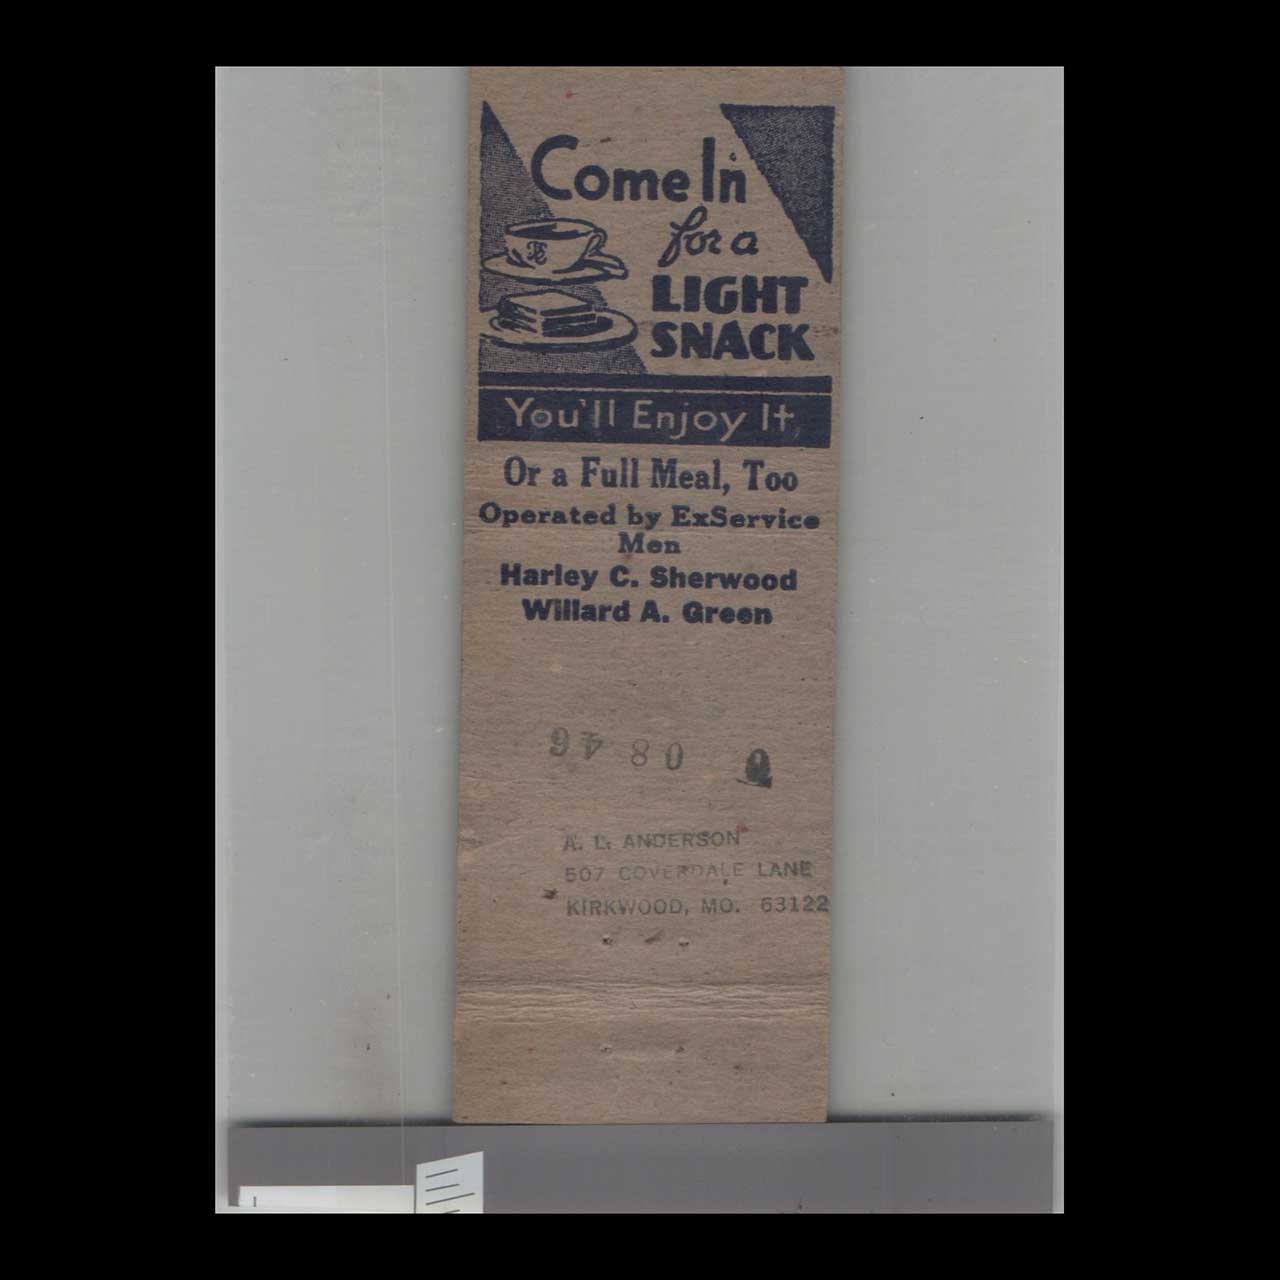 Come In
for a
LIGHT
SNACK
You'll Enjoy It,
Or a Full Meal, Too
Operated by ExService
Men
Harley C. Sherwood
Willard A. Green
A. L. ANDERSON
507 COVERDALE LANE
KIRKWOOD, MO. 63122